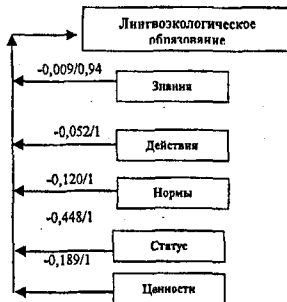 Лингвоэкологическое
образование
-0,009/0,94
Знания
-0,052/1
Действия
-0,120/1
Нормы
-0,448/1
Статус
-0,189/1
Ценности